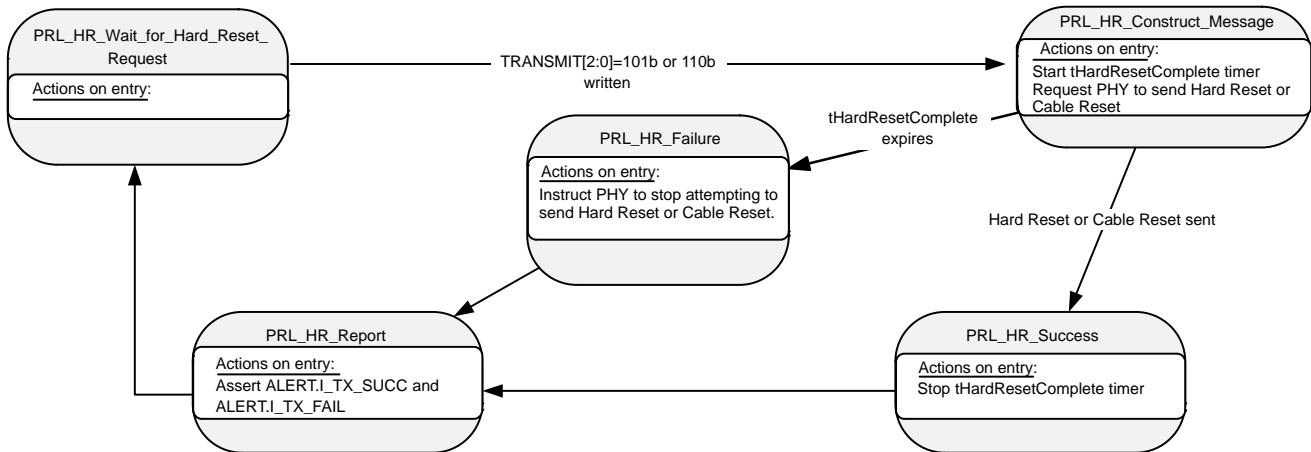 PRL_HR_Wait_for_Hard_Reset_
Request
Actions on entry:
TRANSMIT[2:0]=101b or 110b
written
PRL_HR_Construct_Message
Actions on entry:
Start tHardResetComplete timer
Request PHY to send Hard Reset or
Cable Reset
tHardResetComplete
expires
PRL_HR_Failure
Actions on entry:
Instruct PHY to stop attempting to
send Hard Reset or Cable Reset.
Hard Reset or Cable Reset sent
PRL_HR_Report
Actions on entry:
Assert ALERT.I_TX_SUCC and
ALERT.I_TX_FAIL
PRL_HR_Success
Actions on entry:
Stop tHardResetComplete timer